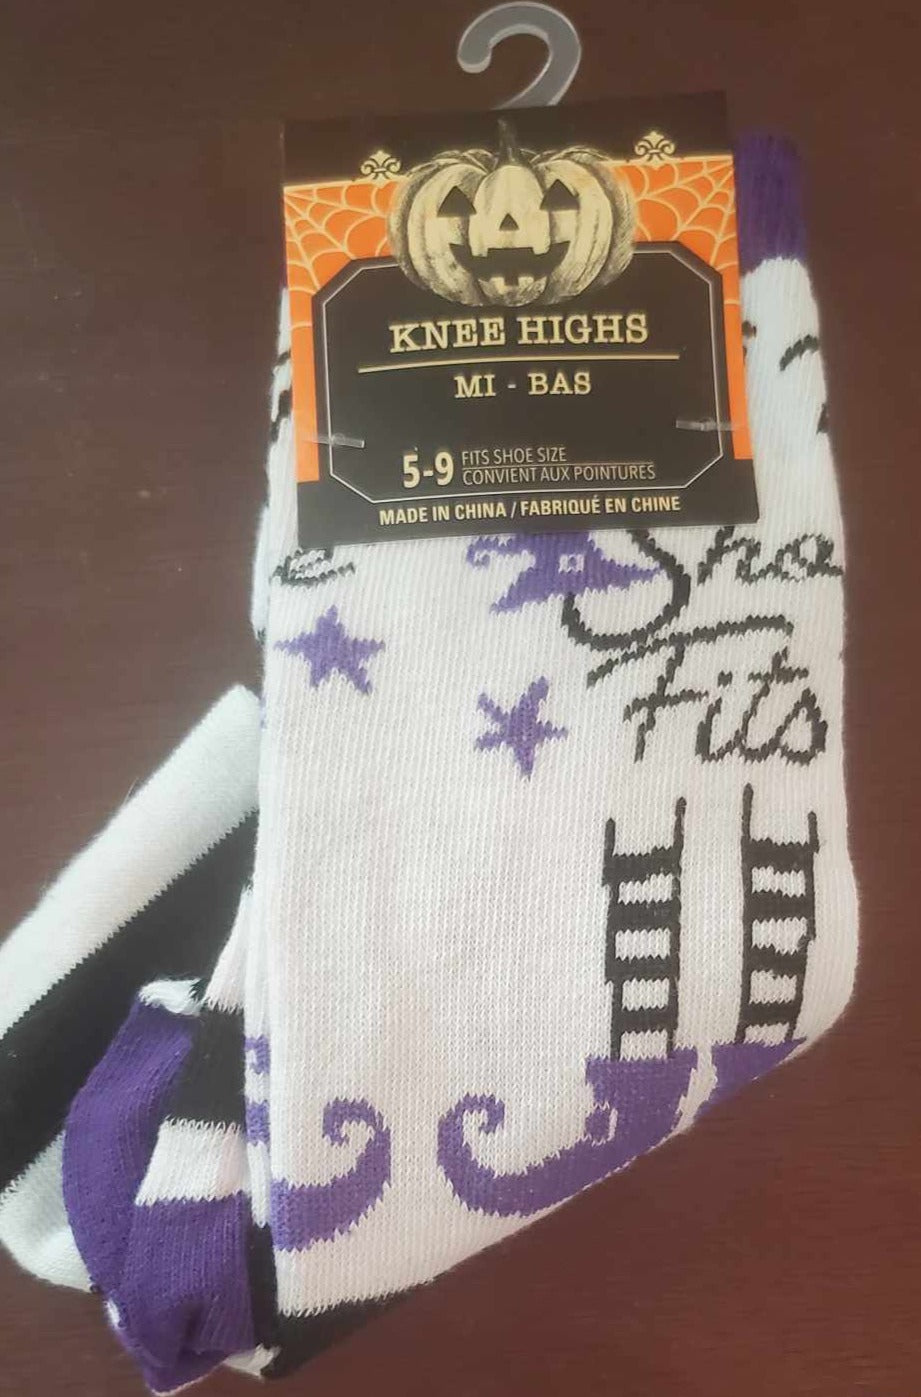 KNEE HIGHS
MI - BAS
5-9 FITS SHOE SIZE
CONVIENT AUX POINTURES
MADE IN CHINA / FABRIQUÉ EN CHINE
Sho
Fits